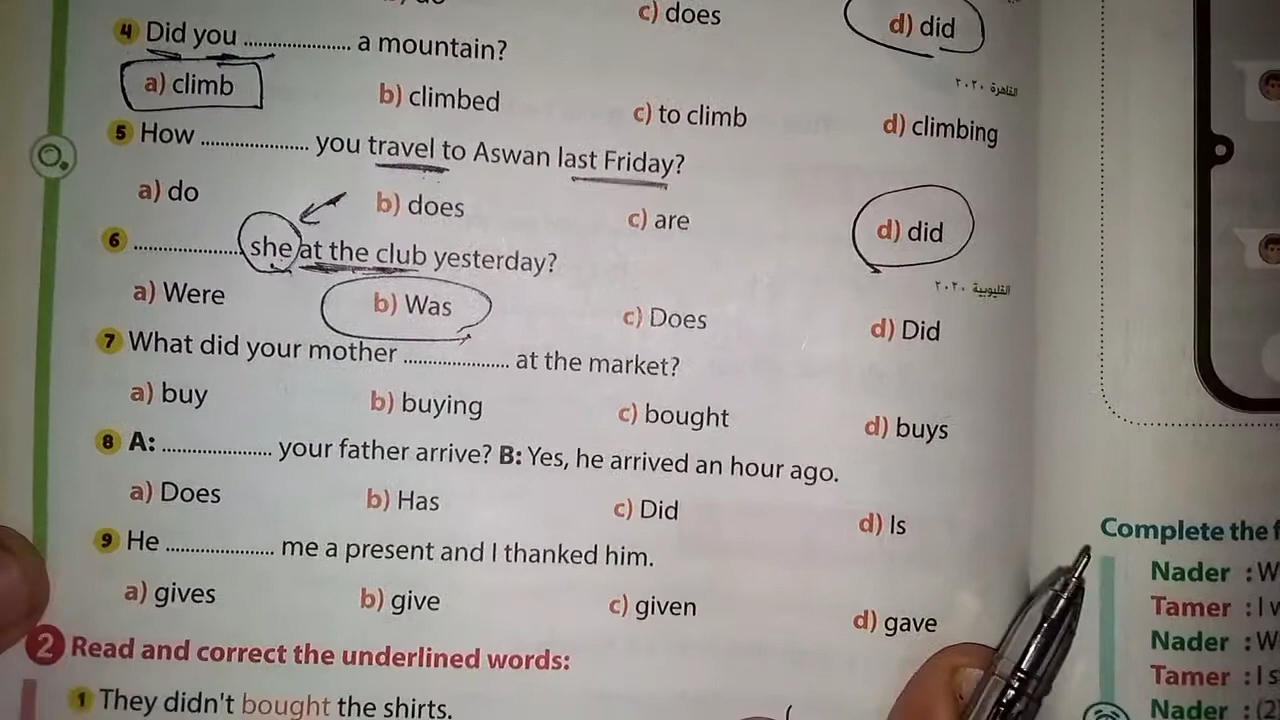 c) does
d) did
4 Did you ..................... a mountain?
a) climb b) climbed c) to climb d) climbing
القاهرة ٢٠٢٠
5 How ..................... you travel to Aswan last Friday?
a) do b) does c) are d) did
6 ..................... she at the club yesterday?
القليوبية ٢٠٢٠
a) Were b) Was c) Does d) Did
7 What did your mother ..................... at the market?
a) buy b) buying c) bought d) buys
8 A: ..................... your father arrive? B: Yes, he arrived an hour ago.
a) Does b) Has c) Did d) Is
9 He ..................... me a present and I thanked him.
a) gives b) give c) given d) gave
2 Read and correct the underlined words:
1 They didn't bought the shirts.
Complete the
Nader :
Tamer : I
Nader :
Tamer : I
Nader : (2